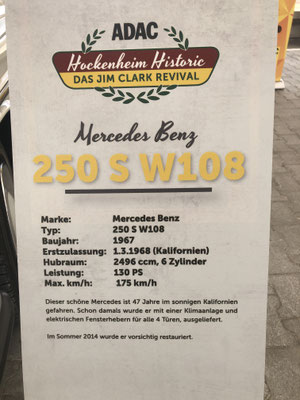 ADAC
Hockenheim Historic
DAS JIM CLARK REVIVAL
Mercedes Benz
250 S W108
Marke: Mercedes Benz
Typ: 250 S W108
Baujahr: 1967
Erstzulassung: 1.3.1968 (Kalifornien)
Hubraum: 2496 ccm, 6 Zylinder
Leistung: 130 PS
Max. km/h: 175 km/h
Dieser schöne Mercedes ist 47 Jahre im sonnigen Kalifornien
gefahren. Schon damals wurde er mit einer Klimaanlage und
elektrischen Fensterhebern für alle 4 Türen, ausgeliefert.
Im Sommer 2014 wurde er vorsichtig restauriert.